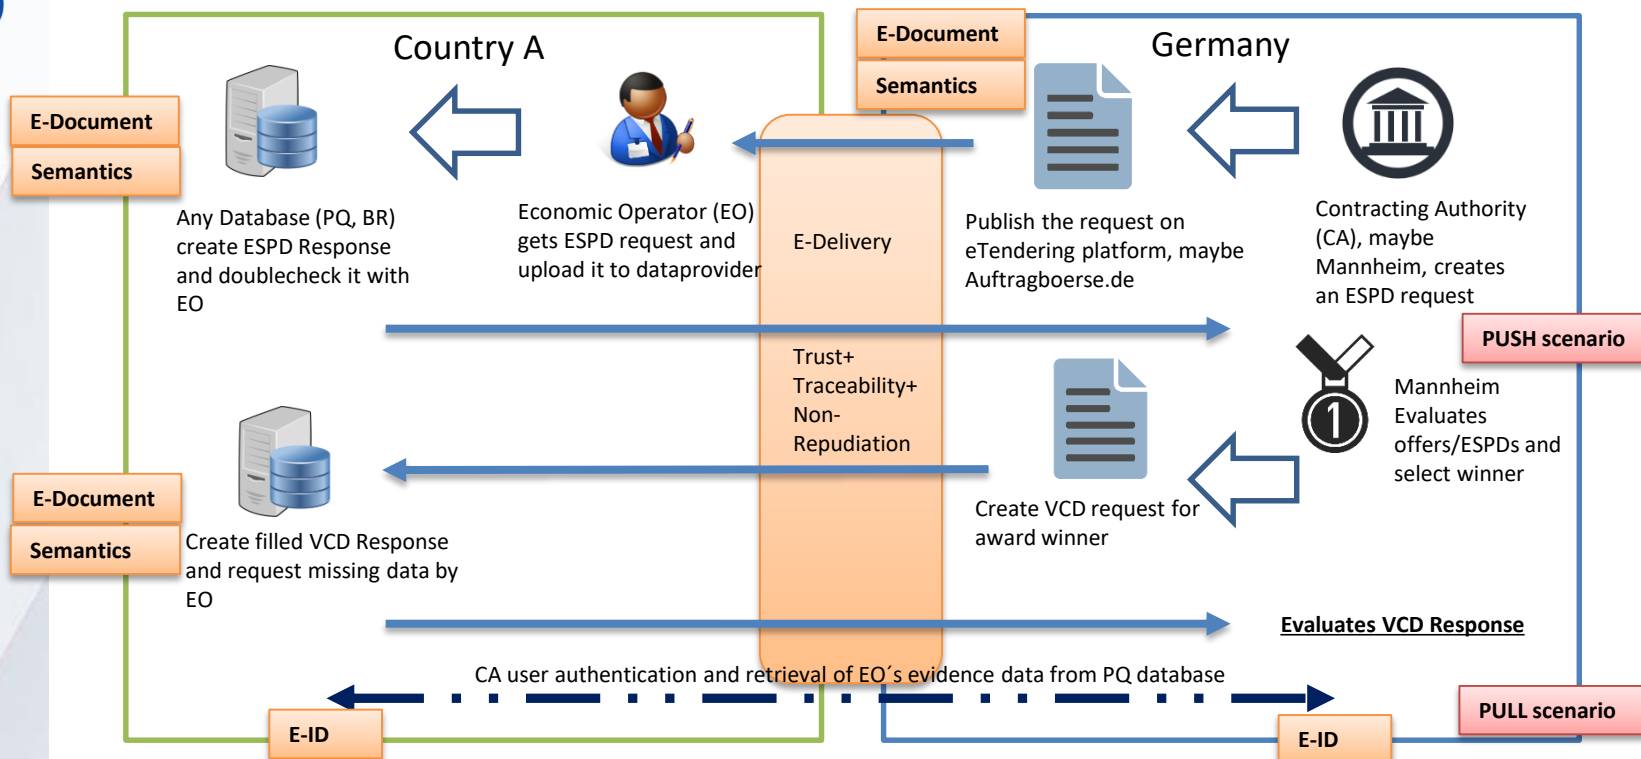 Country A
E-Document
Semantics
Germany
E-Document
Semantics
Any Database (PQ, BR)
create ESPD Response
and doublecheck it with
EO
Economic Operator (EO)
gets ESPD request and
upload it to dataprovider
E-Delivery
Publish the request on
eTendering platform, maybe
Auftragboerse.de
Contracting Authority
(CA), maybe
Mannheim, creates
an ESPD request
PUSH scenario
Trust+
Traceability+
Non-
Repudiation
1
Mannheim
Evaluates
offers/ESPDs and
select winner
E-Document
Semantics
Create filled VCD Response
and request missing data by
EO
Create VCD request for
award winner
Evaluates VCD Response
CA user authentication and retrieval of EO´s evidence data from PQ database
E-ID
E-ID
PULL scenario